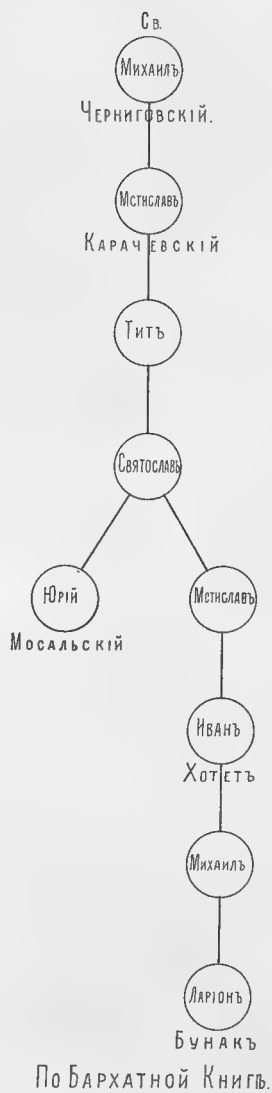 Св.
Михаилъ
Черниговскій.
Мстиславъ
Карачевскій
Титъ
Святославъ
Юрій
Мстиславъ
Мосальскій
Иванъ
Хотетъ
Михаилъ
Ларіонъ
Бунакъ
По Бархатной Книгѣ.